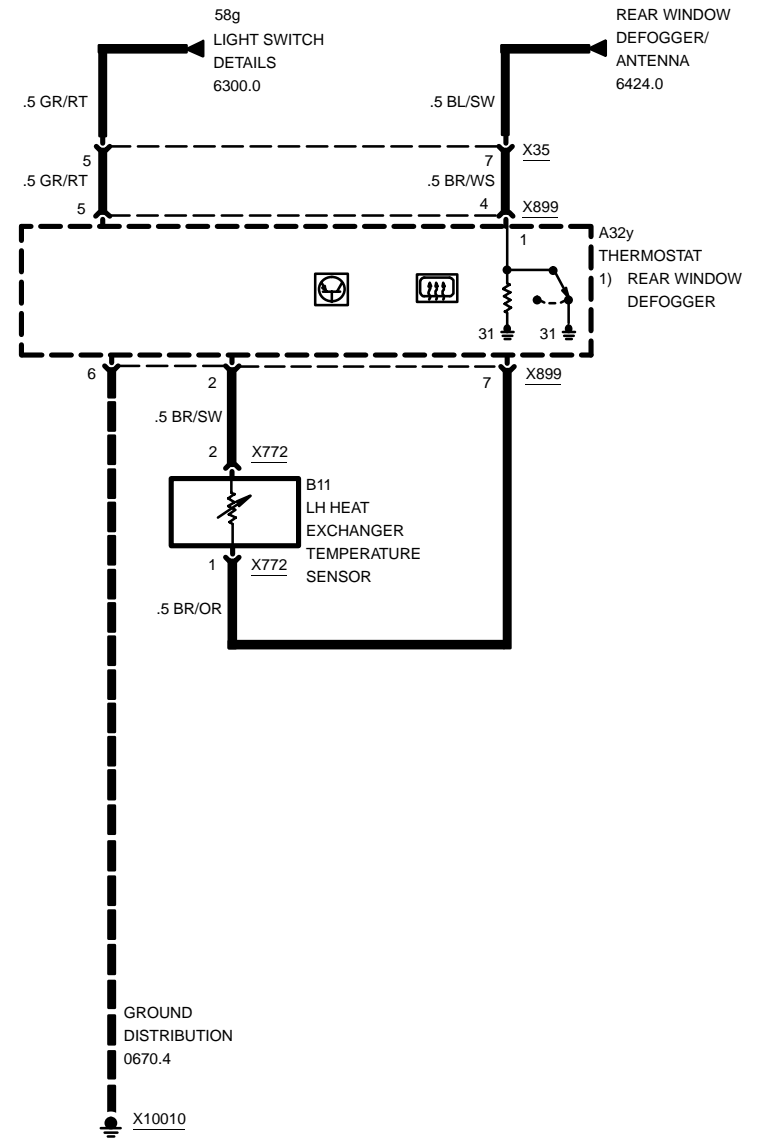 58g
LIGHT SWITCH
DETAILS
6300.0
REAR WINDOW
DEFOGGER/
ANTENNA
6424.0
.5 GR/RT
.5 BL/SW
5
7
X35
.5 GR/RT
.5 BR/WS
5
4
X899
1
A32y
THERMOSTAT
1) REAR WINDOW
DEFOGGER
31
31
6
2
7
X899
.5 BR/SW
2
X772
B11
LH HEAT
EXCHANGER
TEMPERATURE
SENSOR
1
X772
.5 BR/OR
GROUND
DISTRIBUTION
0670.4
X10010